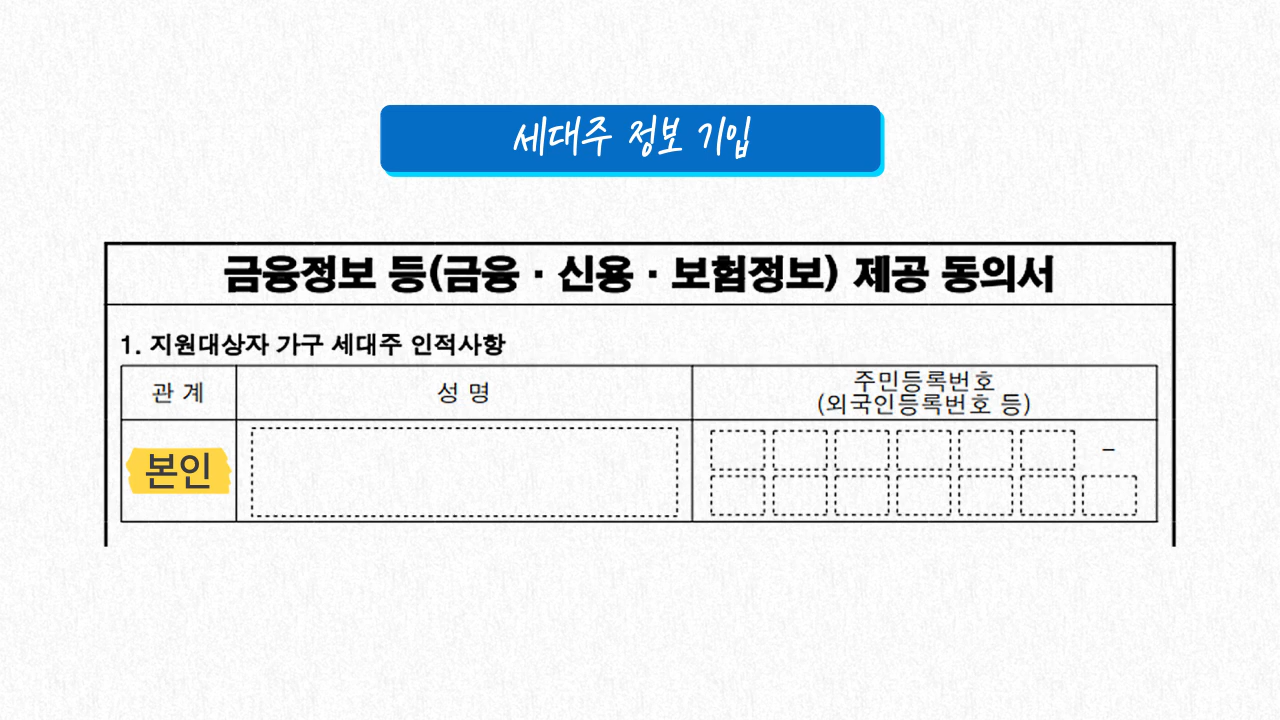 세대주 정보 기입
금융정보 등(금융 · 신용 · 보험정보) 제공 동의서
1. 지원대상자 가구 세대주 인적사항
관 계 성 명 주민등록번호
(외국인등록번호 등)
본인 –